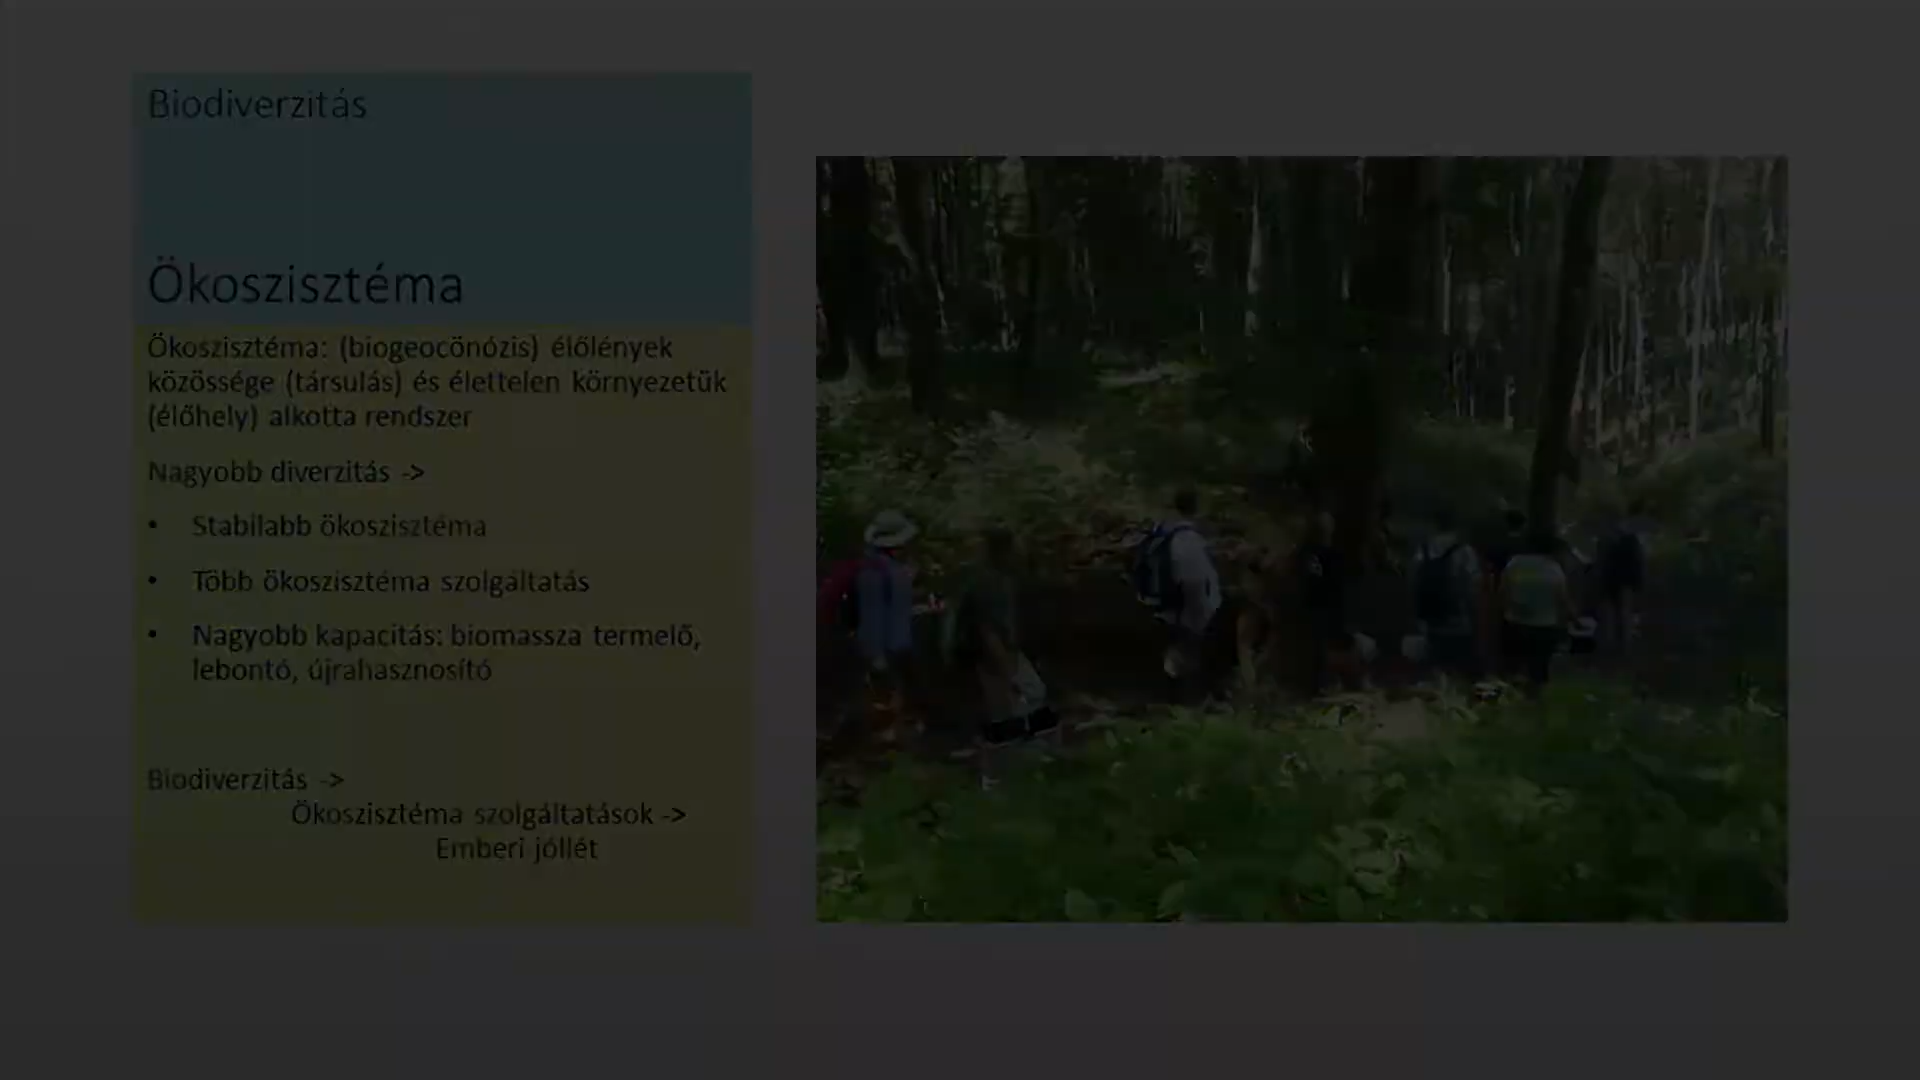 Biodiverzitás
Ökoszisztéma
Ökoszisztéma: (biogeocönózis) élőlények
közössége (társulás) és élettelen környezetük
(élőhely) alkotta rendszer
Nagyobb diverzitás ->
• Stabilabb ökoszisztéma
• Több ökoszisztéma szolgáltatás
• Nagyobb kapacitás: biomassza termelő,
lebontó, újrahasznosító
Biodiverzitás ->
Ökoszisztéma szolgáltatások ->
Emberi jóllét